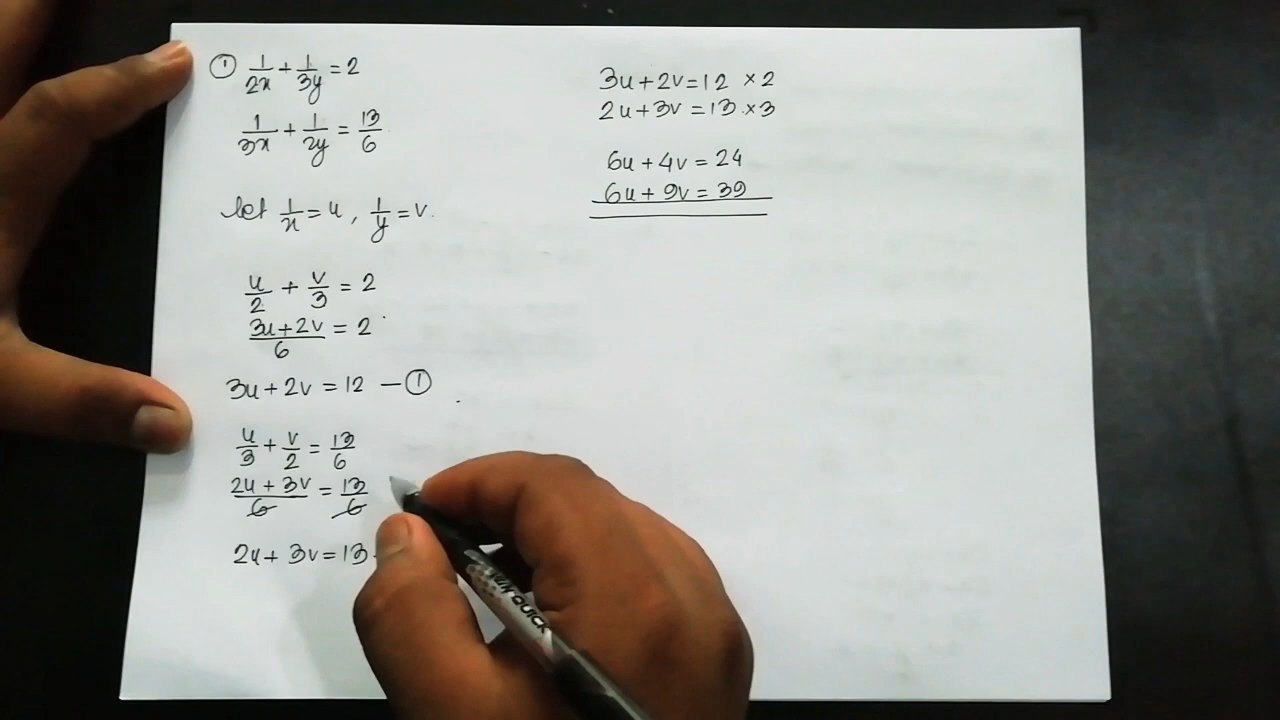 ① 1/2x + 1/3y = 2
1/3x + 1/2y = 13/6
let 1/x = u, 1/y = v.
u/2 + v/3 = 2
3u+2v/6 = 2
3u + 2v = 12 — ①
u/3 + v/2 = 13/6
2u + 3v/6 = 13/6
2u + 3v = 13
3u + 2v = 12 ×2
2u + 3v = 13 ×3
6u + 4v = 24
6u + 9v = 39
QUICK